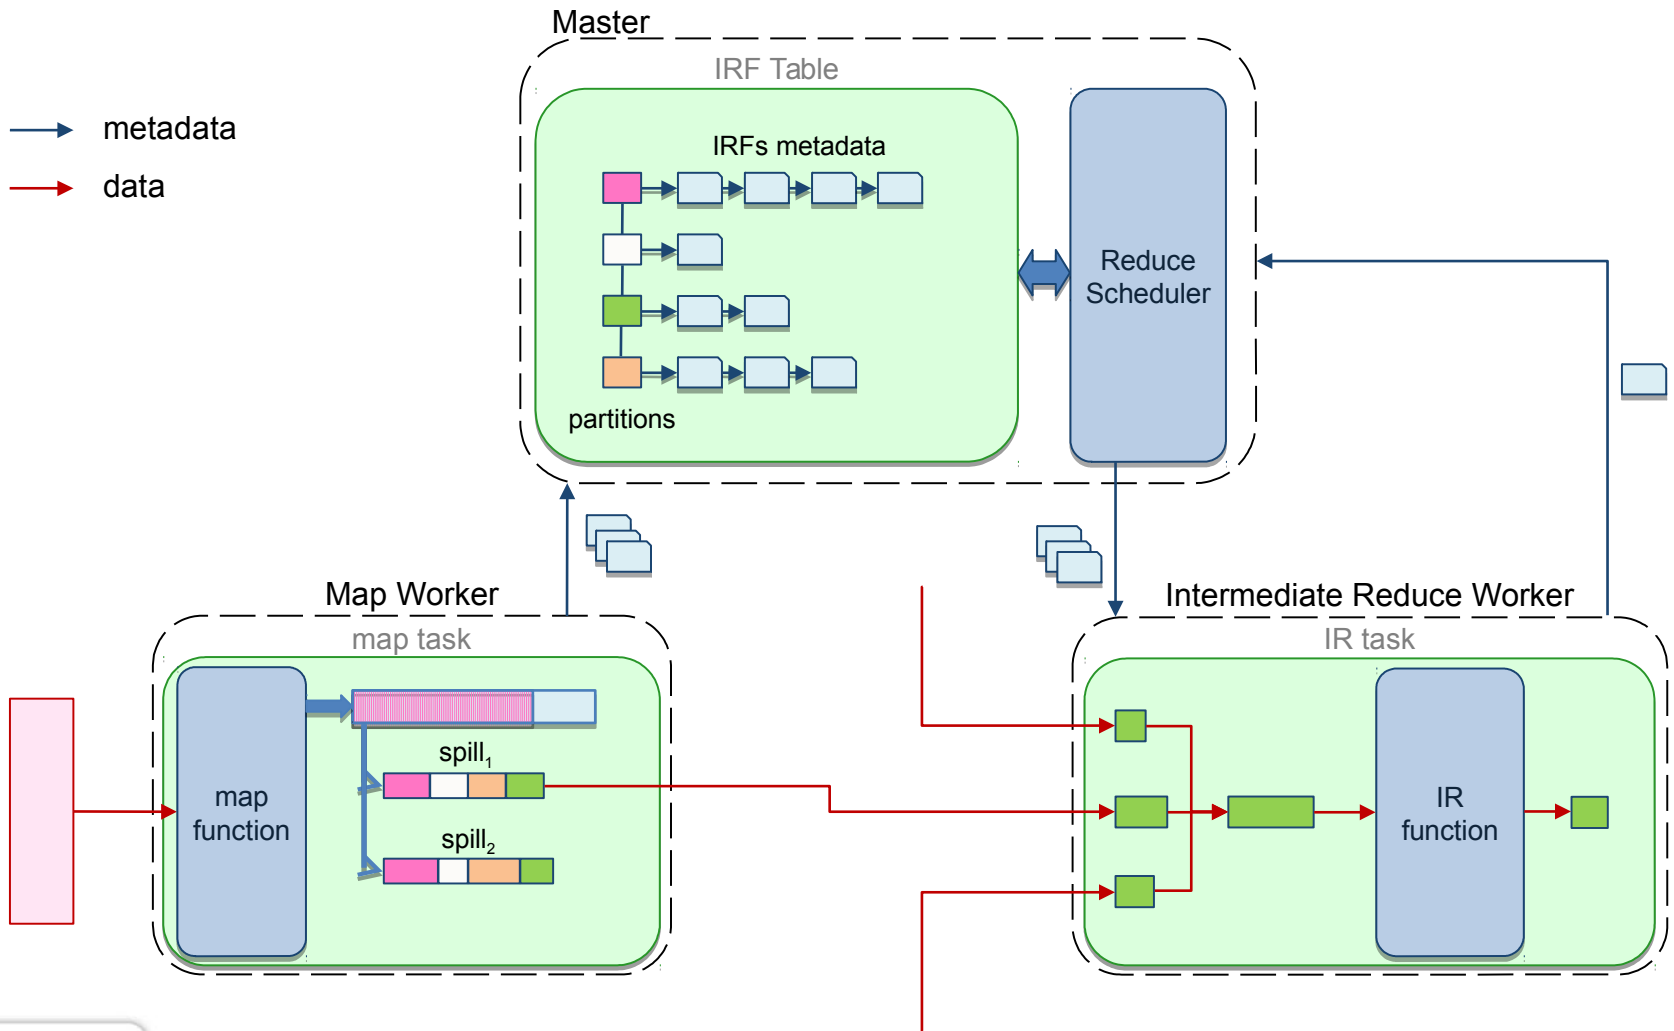 Master
IRF Table
metadata
data
IRFs metadata
partitions
Reduce
Scheduler
Map Worker
map task
map
function
spill₁
spill₂
Intermediate Reduce Worker
IR task
IR
function